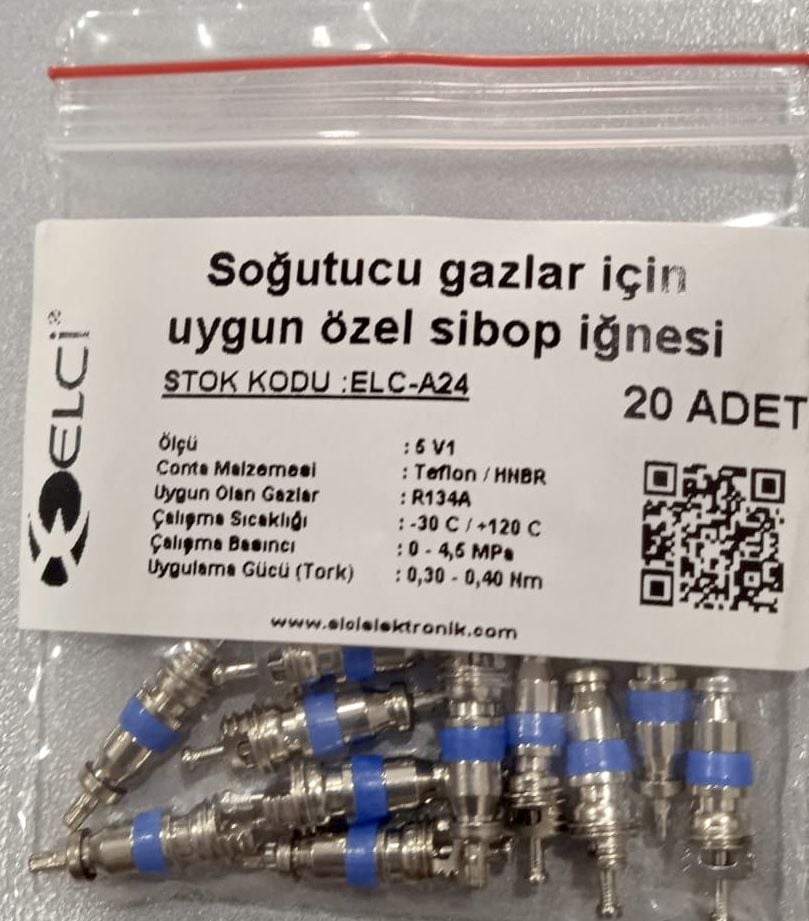 ELCI®
Soğutucu gazlar için
uygun özel sibop iğnesi
STOK KODU :ELC-A24
20 ADET
Ölçü : 5 V1
Conta Malzemesi : Teflon / HNBR
Uygun Olan Gazlar : R134A
Çalışma Sıcaklığı : -30 C / +120 C
Çalışma Basıncı : 0 - 4,5 MPa
Uygulama Gücü (Tork) : 0,30 - 0,40 Nm
www.elcielektronik.com